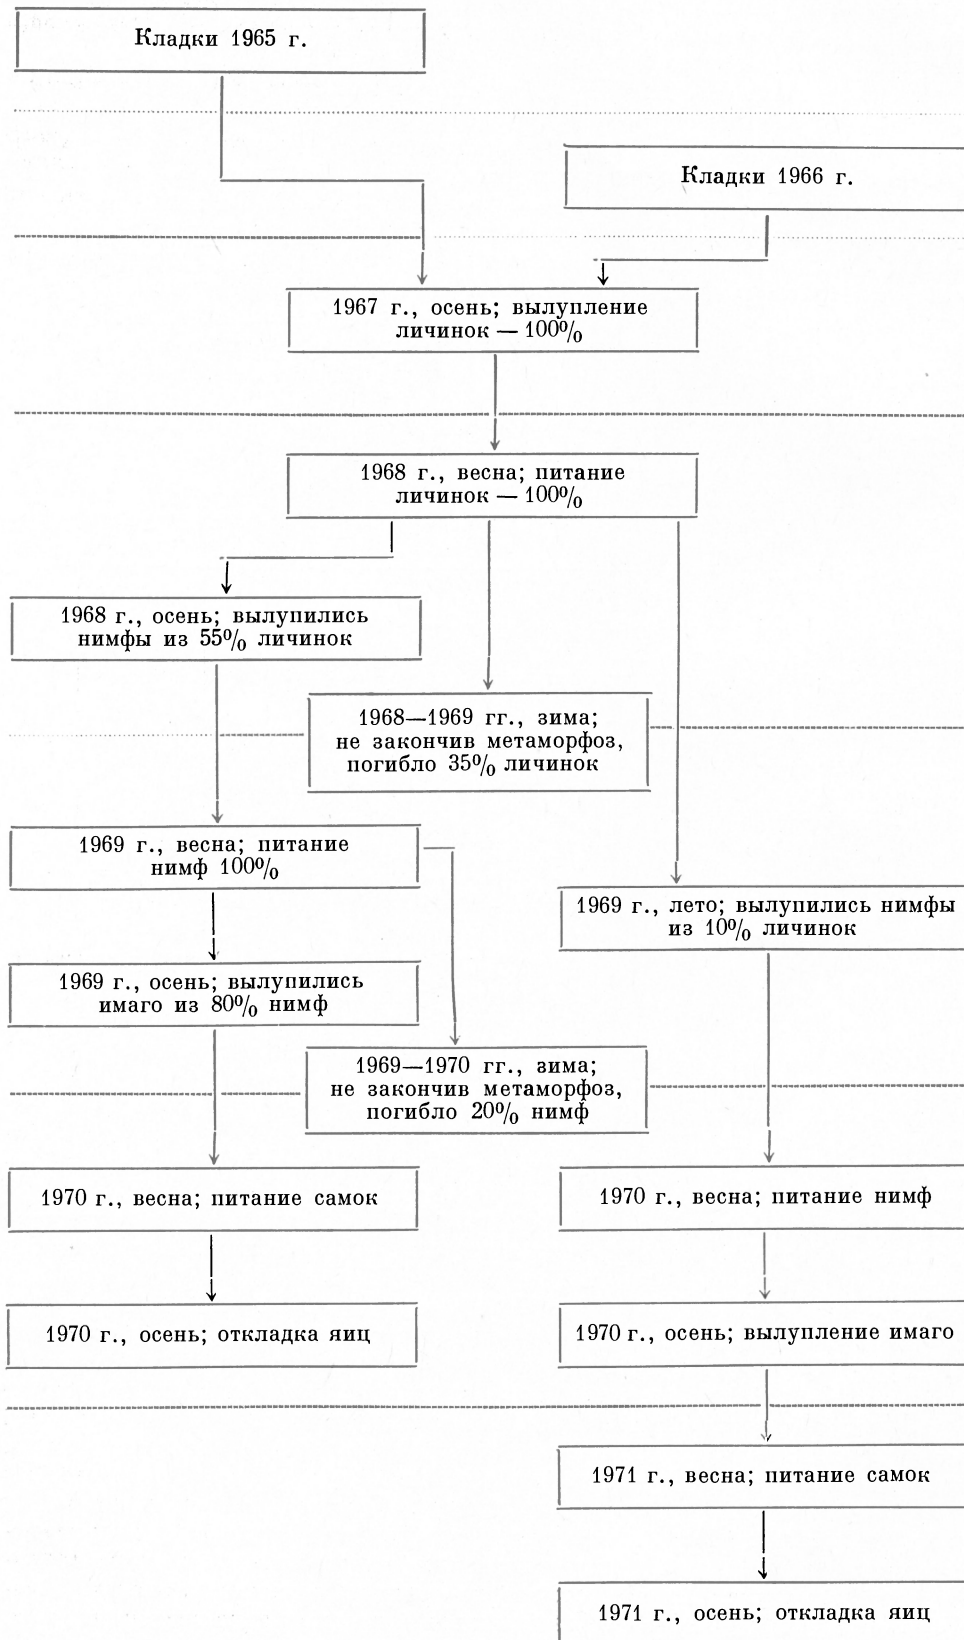 Кладки 1965 г.
Кладки 1966 г.
1967 г., осень; вылупление
личинок — 100%
1968 г., весна; питание
личинок — 100%
1968 г., осень; вылупились
нимфы из 55% личинок
1968—1969 гг., зима;
не закончив метаморфоз,
погибло 35% личинок
1969 г., весна; питание
нимф 100%
1969 г., лето; вылупились нимфы
из 10% личинок
1969 г., осень; вылупились
имаго из 80% нимф
1969—1970 гг., зима;
не закончив метаморфоз,
погибло 20% нимф
1970 г., весна; питание самок
1970 г., весна; питание нимф
1970 г., осень; откладка яиц
1970 г., осень; вылупление имаго
1971 г., весна; питание самок
1971 г., осень; откладка яиц